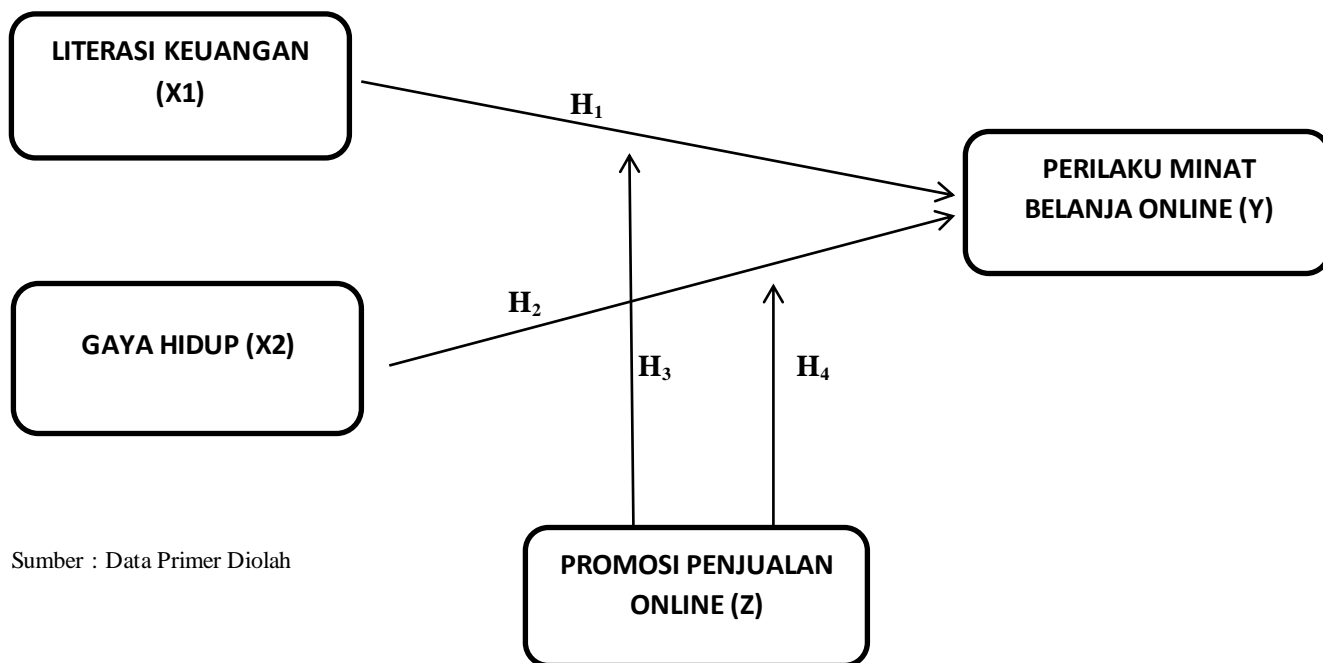 LITERASI KEUANGAN
(X1)
H₁
PERILAKU MINAT
BELANJA ONLINE (Y)
H₂
GAYA HIDUP (X2)
H₃
H₄
Sumber : Data Primer Diolah
PROMOSI PENJUALAN
ONLINE (Z)